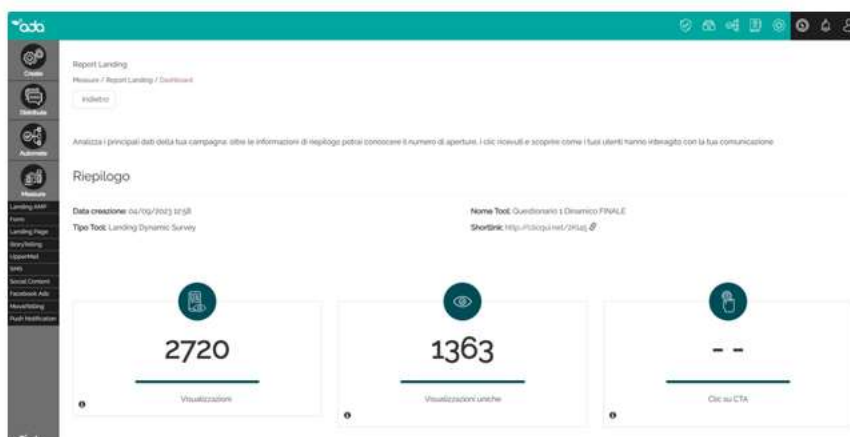 ada
Create
Distribute
Automate
Measure
Landing AMP
Form
Landing Page
StoryTelling
UpperMail
SMS
Social Content
Facebook Ads
MovieTelling
Push Notification
Report Landing
Measure / Report Landing / Dashboard
Indietro
Analizza i principali dati della tua campagna: oltre le informazioni di riepilogo potrai conoscere il numero di aperture, i clic ricevuti e scoprire come i tuoi utenti hanno interagito con la tua comunicazione
Riepilogo
Data creazione: 04/09/2023 12:58
Nome Tool: Questionario 1 Dinamico FINALE
Tipo Tool: Landing Dynamic Survey
Shortlink: http://clicqui.net/
2720
Visualizzazioni
1363
Visualizzazioni uniche
- -
Clic su CTA